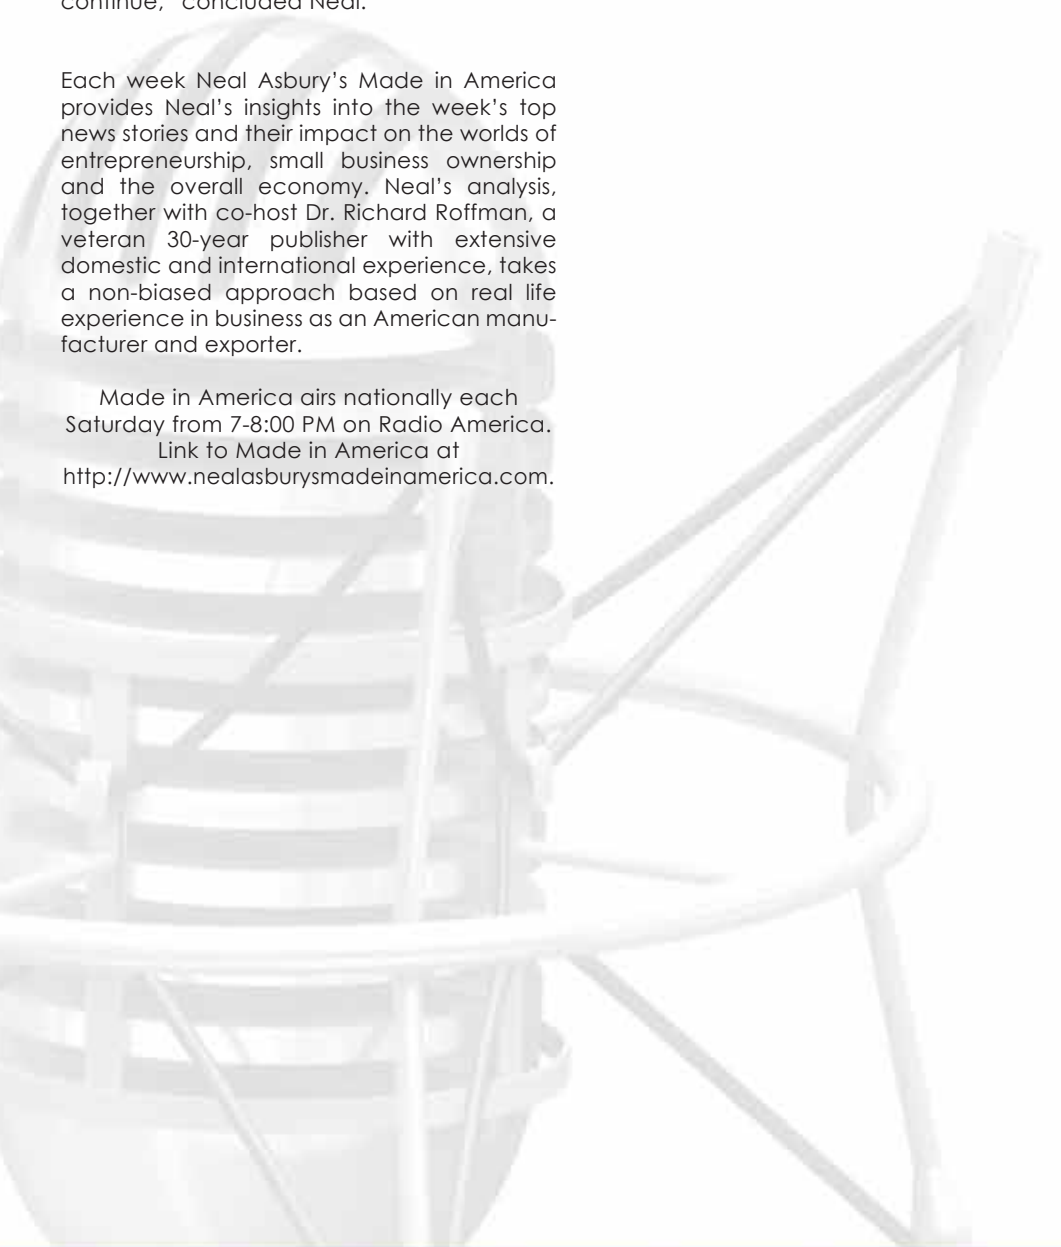 continue," concluded Neal.
Each week Neal Asbury’s Made in America
provides Neal’s insights into the week’s top
news stories and their impact on the worlds of
entrepreneurship, small business ownership
and the overall economy. Neal’s analysis,
together with co-host Dr. Richard Roffman, a
veteran 30-year publisher with extensive
domestic and international experience, takes
a non-biased approach based on real life
experience in business as an American manu-
facturer and exporter.
Made in America airs nationally each
Saturday from 7-8:00 PM on Radio America.
Link to Made in America at
http://www.nealasburysmadeinamerica.com.